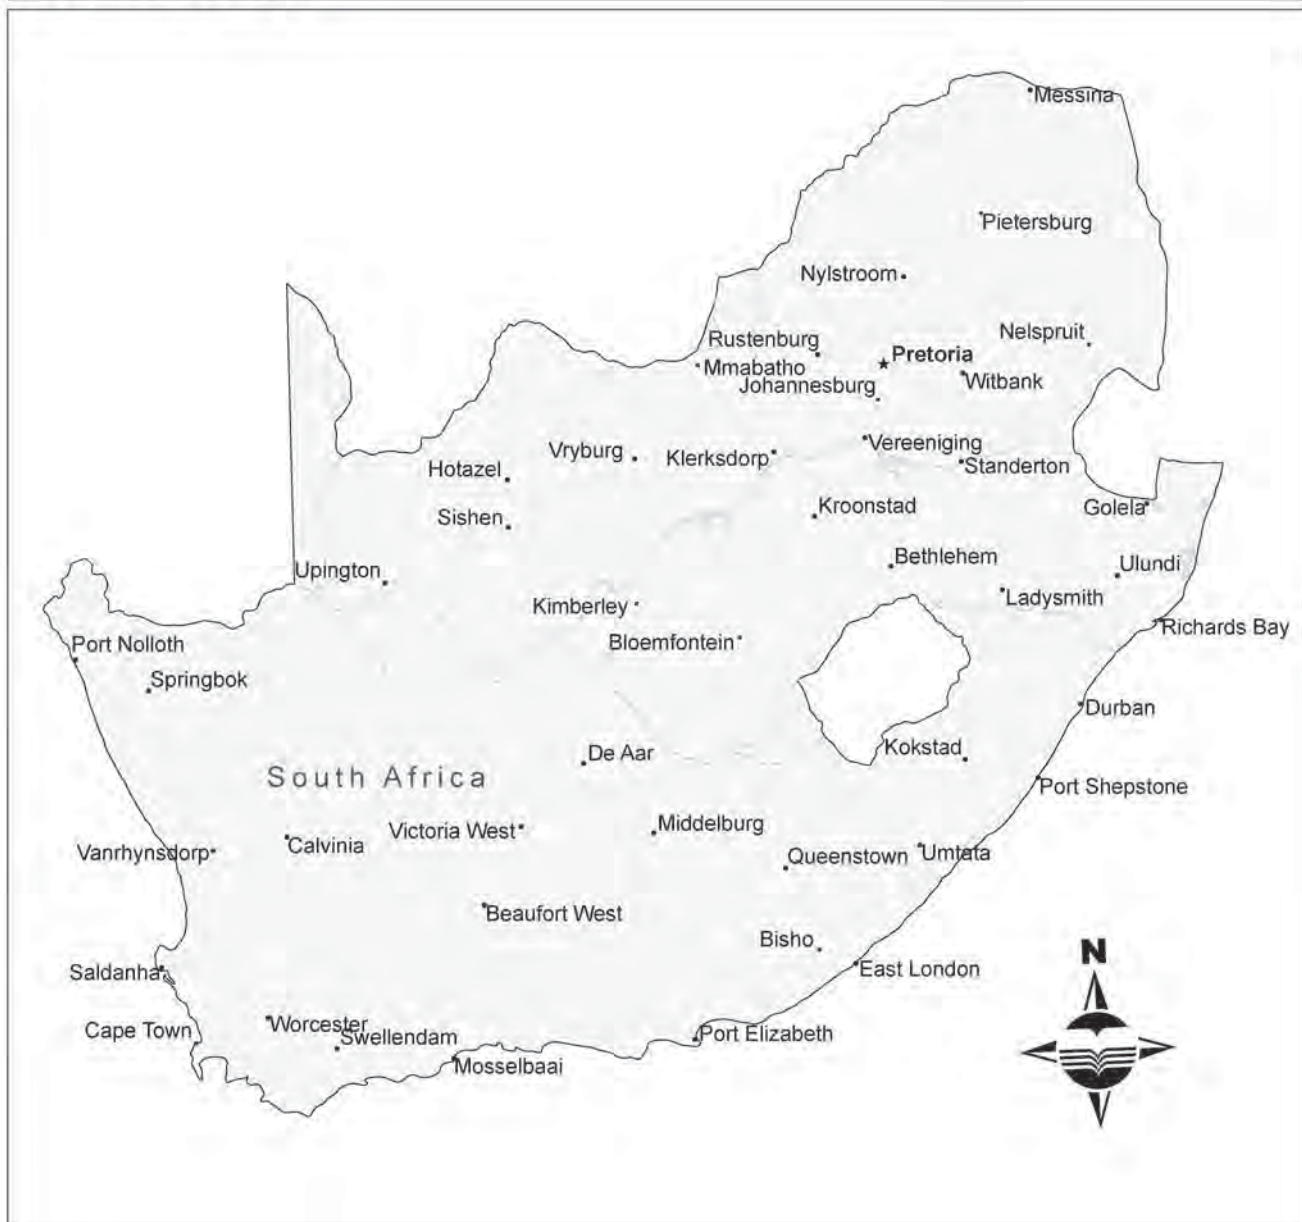 Messina
Pietersburg
Nylstroom
Nelspruit
Rustenburg
Pretoria
Mmabatho
Witbank
Johannesburg
Vereeniging
Vryburg
Klerksdorp
Standerton
Hotazel
Kroonstad
Golela
Sishen
Bethlehem
Ulundi
Upington
Ladysmith
Kimberley
Richards Bay
Bloemfontein
Port Nolloth
Springbok
Durban
Kokstad
De Aar
South Africa
Port Shepstone
Middelburg
Victoria West
Calvinia
Vanrhynsdorp
Queenstown
Umtata
Beaufort West
Bisho
N
East London
Saldanha
Worcester
Cape Town
Swellendam
Port Elizabeth
Mosselbaai